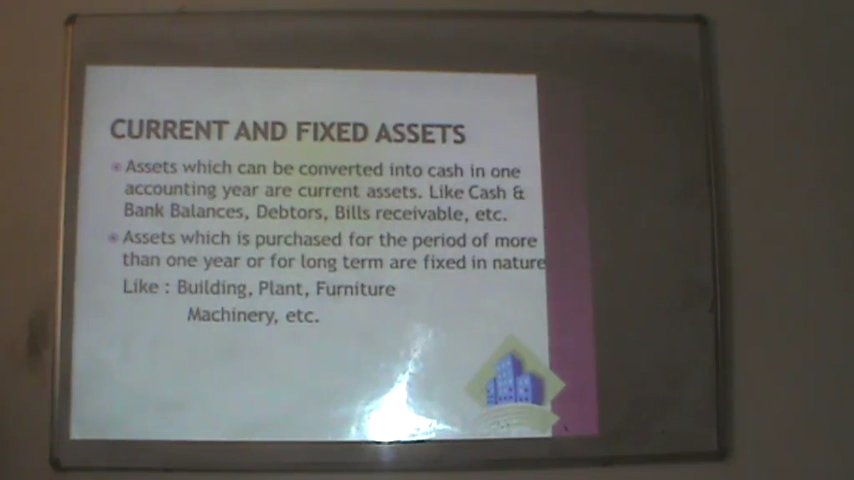 CURRENT AND FIXED ASSETS
Assets which can be converted into cash in one
accounting year are current assets. Like Cash &
Bank Balances, Debtors, Bills receivable, etc.
Assets which is purchased for the period of more
than one year or for long term are fixed in nature
Like : Building, Plant, Furniture
Machinery, etc.